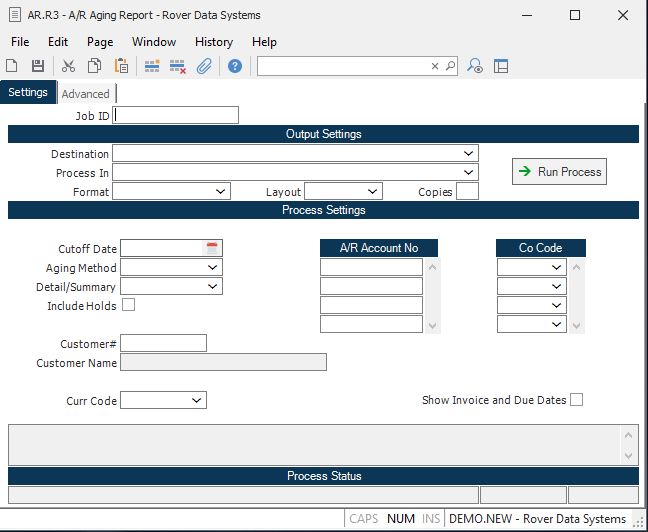 AR.R3 - A/R Aging Report - Rover Data Systems
File Edit Page Window History Help
Settings Advanced
Job ID
Output Settings
Destination
Process In
Run Process
Format Layout Copies
Process Settings
Cutoff Date A/R Account No Co Code
Aging Method
Detail/Summary
Include Holds
Customer#
Customer Name
Curr Code Show Invoice and Due Dates
Process Status
CAPS NUM INS DEMO.NEW - Rover Data Systems